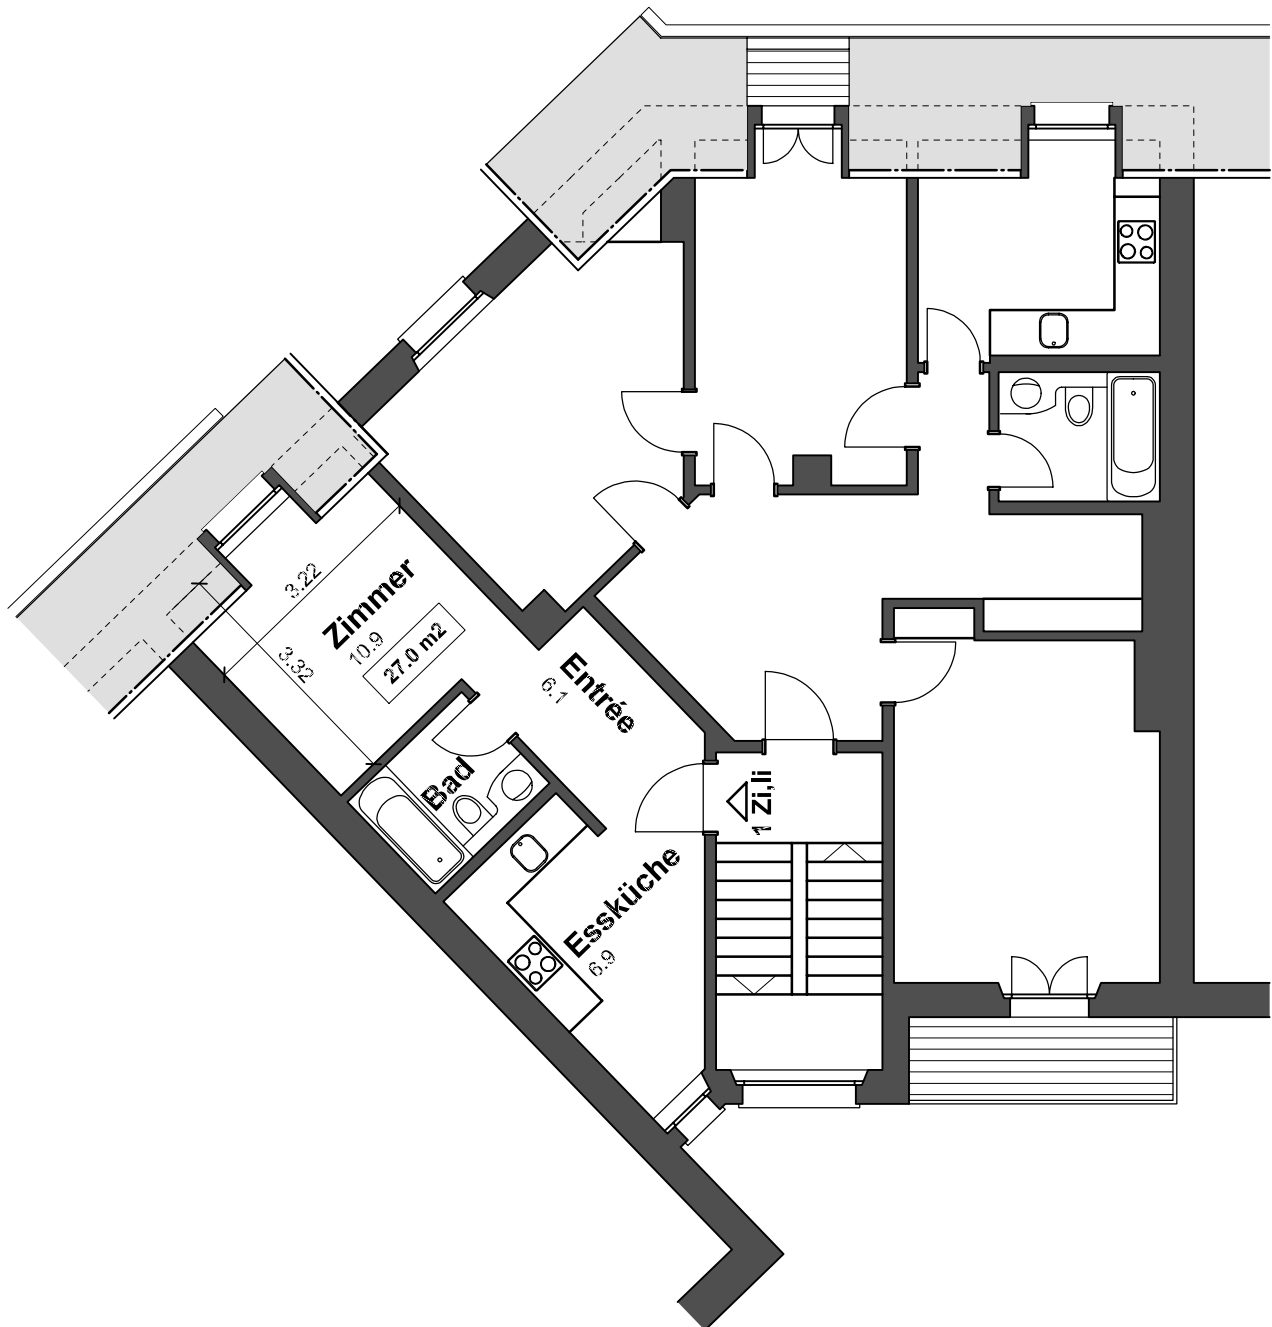 3.22
Zimmer
10.9
27.0 m2
3.32
Entrée
6.1
Bad
1 Zi,li
Essküche
6.9